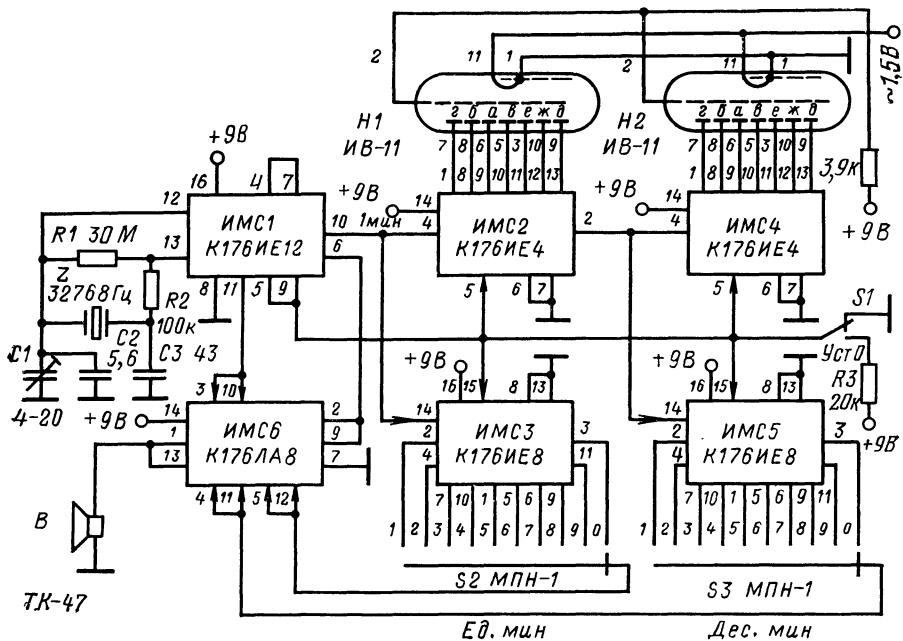 2 11 1 2 11 1
~1,5В
г б а в е ж д
г б а в е ж д
Н1
ИВ-11
Н2
ИВ-11
7 8 6 5 3 10 9
7 8 6 5 3 10 9
1 8 9 10 11 12 13
1 8 9 10 11 12 13
3,9к
+9В
+9В
16 4 7
12
ИМС1
К176ИЕ12
10
6
13
8 11 5 9
+9В
14
1мин
4
ИМС2
К176ИЕ4
2
5 6 7
+9В
14
4
ИМС4
К176ИЕ4
5 6 7
R1 30 М
Z
32768 Гц
R2
100к
С1
4-20
С2
5,6
С3 43
S1
Уст 0
R3
20к
+9В
3 10
+9В
14
1
13
ИМС6
К176ЛА8
2
9
7
4 11 5 12
В
ТК-47
+9В
16 15 8 13
14
2
4
ИМС3
К176ИЕ8
3
11
7 10 1 5 6 9
1 2 3 4 5 6 7 8 9 0
S2 МПН-1
Ед. мин
+9В
16 15 8 13
14
2
4
ИМС5
К176ИЕ8
3
7 10 1 5 6 9 11
1 2 3 4 5 6 7 8 9 0
S3 МПН-1
Дес. мин